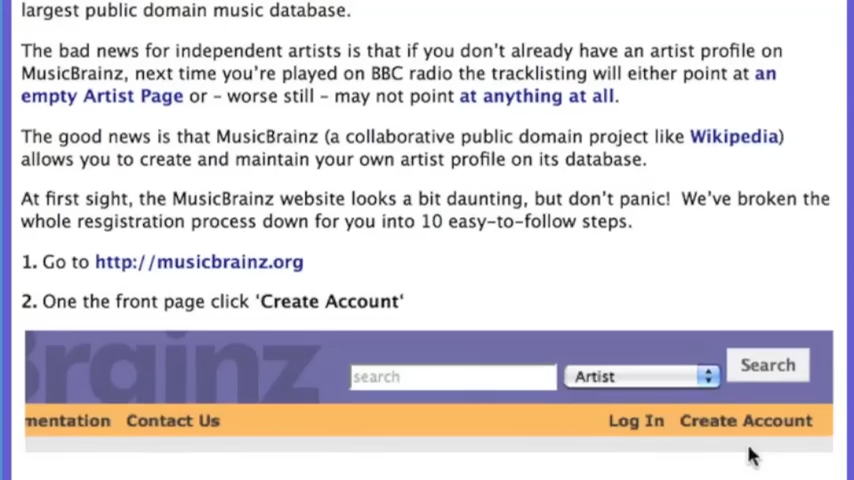 largest public domain music database.
The bad news for independent artists is that if you don't already have an artist profile on
MusicBrainz, next time you're played on BBC radio the tracklisting will either point at an
empty Artist Page or – worse still – may not point at anything at all.
The good news is that MusicBrainz (a collaborative public domain project like Wikipedia)
allows you to create and maintain your own artist profile on its database.
At first sight, the MusicBrainz website looks a bit daunting, but don't panic! We've broken the
whole resgistration process down for you into 10 easy-to-follow steps.
1. Go to http://musicbrainz.org
2. One the front page click 'Create Account'
Brainz
search Artist Search
mentation Contact Us Log In Create Account